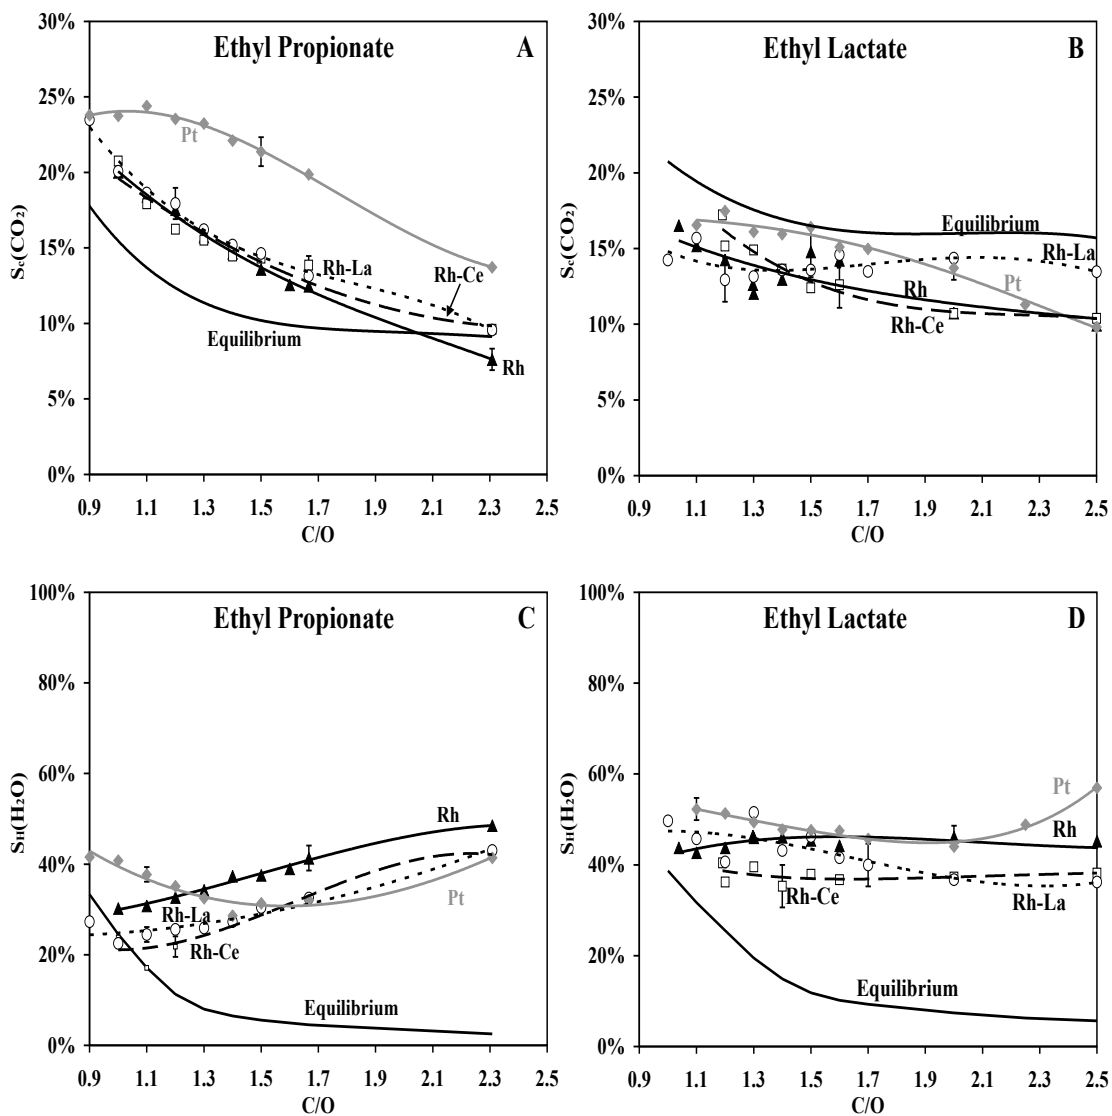 Ethyl Propionate A
30%
25%
20%
15%
10%
5%
0%
Sc(CO₂)
Pt
Rh-La
Rh-Ce
Equilibrium
Rh
0.9 1.1 1.3 1.5 1.7 1.9 2.1 2.3 2.5
C/O
Ethyl Lactate B
30%
25%
20%
15%
10%
5%
0%
Sc(CO₂)
Equilibrium
Rh-La
Pt
Rh
Rh-Ce
0.9 1.1 1.3 1.5 1.7 1.9 2.1 2.3 2.5
C/O
Ethyl Propionate C
100%
80%
60%
40%
20%
0%
SH(H₂O)
Rh
Rh-La
Pt
Rh-Ce
Equilibrium
0.9 1.1 1.3 1.5 1.7 1.9 2.1 2.3 2.5
C/O
Ethyl Lactate D
100%
80%
60%
40%
20%
0%
SH(H₂O)
Pt
Rh
Rh-Ce
Rh-La
Equilibrium
0.9 1.1 1.3 1.5 1.7 1.9 2.1 2.3 2.5
C/O